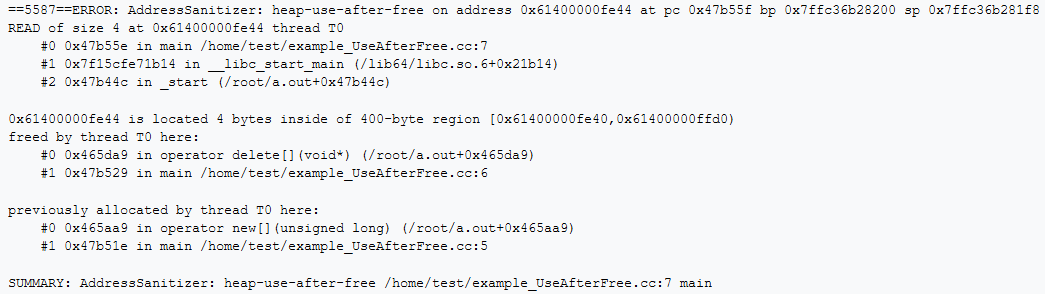 ==5587==ERROR: AddressSanitizer: heap-use-after-free on address 0x61400000fe44 at pc 0x47b55f bp 0x7ffc36b28200 sp 0x7ffc36b281f8
READ of size 4 at 0x61400000fe44 thread T0
    #0 0x47b55e in main /home/test/example_UseAfterFree.cc:7
    #1 0x7f15cfe71b14 in __libc_start_main (/lib64/libc.so.6+0x21b14)
    #2 0x47b44c in _start (/root/a.out+0x47b44c)

0x61400000fe44 is located 4 bytes inside of 400-byte region [0x61400000fe40,0x61400000ffd0)
freed by thread T0 here:
    #0 0x465da9 in operator delete[](void*) (/root/a.out+0x465da9)
    #1 0x47b529 in main /home/test/example_UseAfterFree.cc:6

previously allocated by thread T0 here:
    #0 0x465aa9 in operator new[](unsigned long) (/root/a.out+0x465aa9)
    #1 0x47b51e in main /home/test/example_UseAfterFree.cc:5

SUMMARY: AddressSanitizer: heap-use-after-free /home/test/example_UseAfterFree.cc:7 main